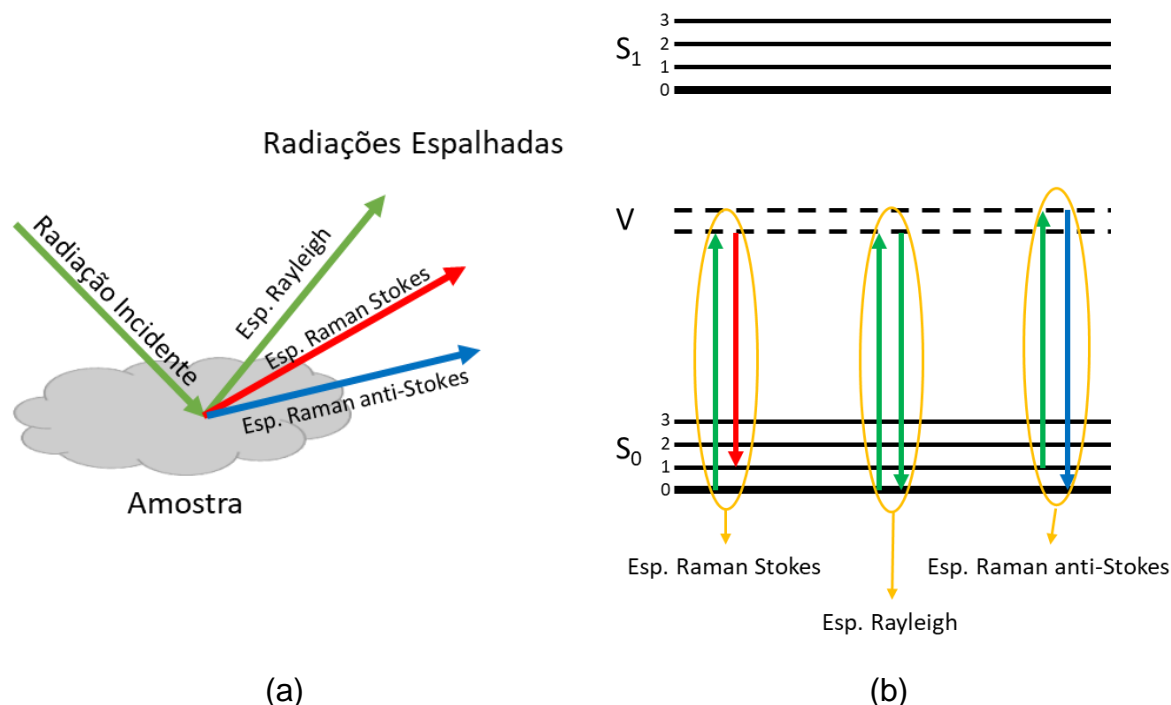 Radiações Espalhadas
Radiação Incidente
Esp. Rayleigh
Esp. Raman Stokes
Esp. Raman anti-Stokes
Amostra
(a)
S1
3
2
1
0
V
S0
3
2
1
0
Esp. Raman Stokes
Esp. Raman anti-Stokes
Esp. Rayleigh
(b)